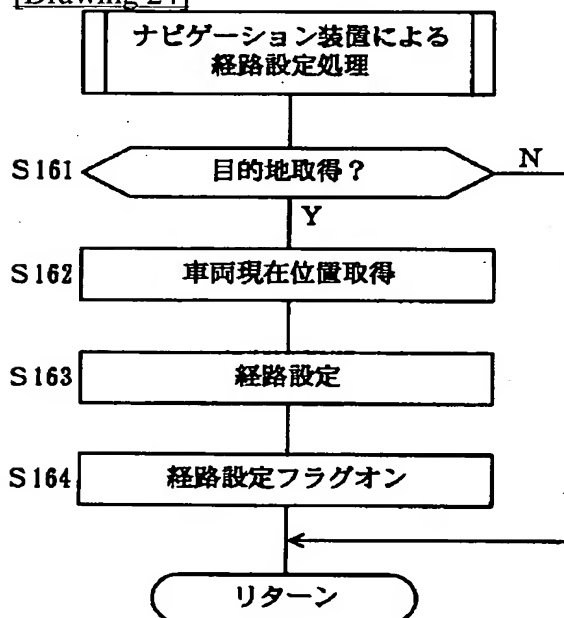 [Drawing 24]
ナビゲーション装置による
経路設定処理
S161
目的地取得？
N
Y
S162
車両現在位置取得
S163
経路設定
S164
経路設定フラグオン
リターン